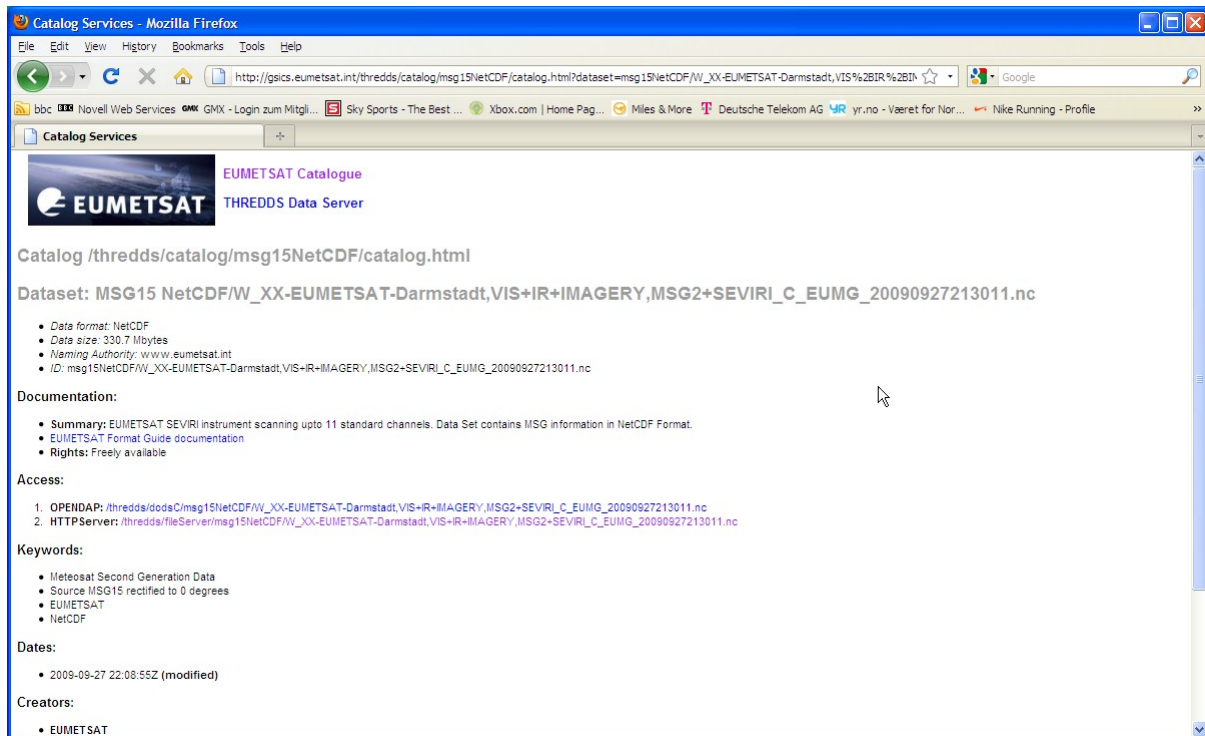 Catalog Services - Mozilla Firefox
File Edit View History Bookmarks Tools Help
http://gsics.eumetsat.int/thredds/catalog/msg15NetCDF/catalog.html?dataset=msg15NetCDF/W_XX-EUMETSAT-Darmstadt,VIS%2BIR%2BIN Google
bbc Novell Web Services GMX GMX - Login zum Mitgli... Sky Sports - The Best ... Xbox.com | Home Pag... Miles & More Deutsche Telekom AG yr.no - Været for Nor... Nike Running - Profile »
Catalog Services
EUMETSAT
EUMETSAT Catalogue
THREDDS Data Server
Catalog /thredds/catalog/msg15NetCDF/catalog.html
Dataset: MSG15 NetCDF/W_XX-EUMETSAT-Darmstadt,VIS+IR+IMAGERY,MSG2+SEVIRI_C_EUMG_20090927213011.nc
• Data format: NetCDF
• Data size: 330.7 Mbytes
• Naming Authority: www.eumetsat.int
• ID: msg15NetCDF/W_XX-EUMETSAT-Darmstadt,VIS+IR+IMAGERY,MSG2+SEVIRI_C_EUMG_20090927213011.nc
Documentation:
• Summary: EUMETSAT SEVIRI instrument scanning upto 11 standard channels. Data Set contains MSG information in NetCDF Format.
• EUMETSAT Format Guide documentation
• Rights: Freely available
Access:
1. OPENDAP: /thredds/dodsC/msg15NetCDF/W_XX-EUMETSAT-Darmstadt,VIS+IR+IMAGERY,MSG2+SEVIRI_C_EUMG_20090927213011.nc
2. HTTPServer: /thredds/fileServer/msg15NetCDF/W_XX-EUMETSAT-Darmstadt,VIS+IR+IMAGERY,MSG2+SEVIRI_C_EUMG_20090927213011.nc
Keywords:
• Meteosat Second Generation Data
• Source MSG15 rectified to 0 degrees
• EUMETSAT
• NetCDF
Dates:
• 2009-09-27 22:08:55Z (modified)
Creators:
• EUMETSAT